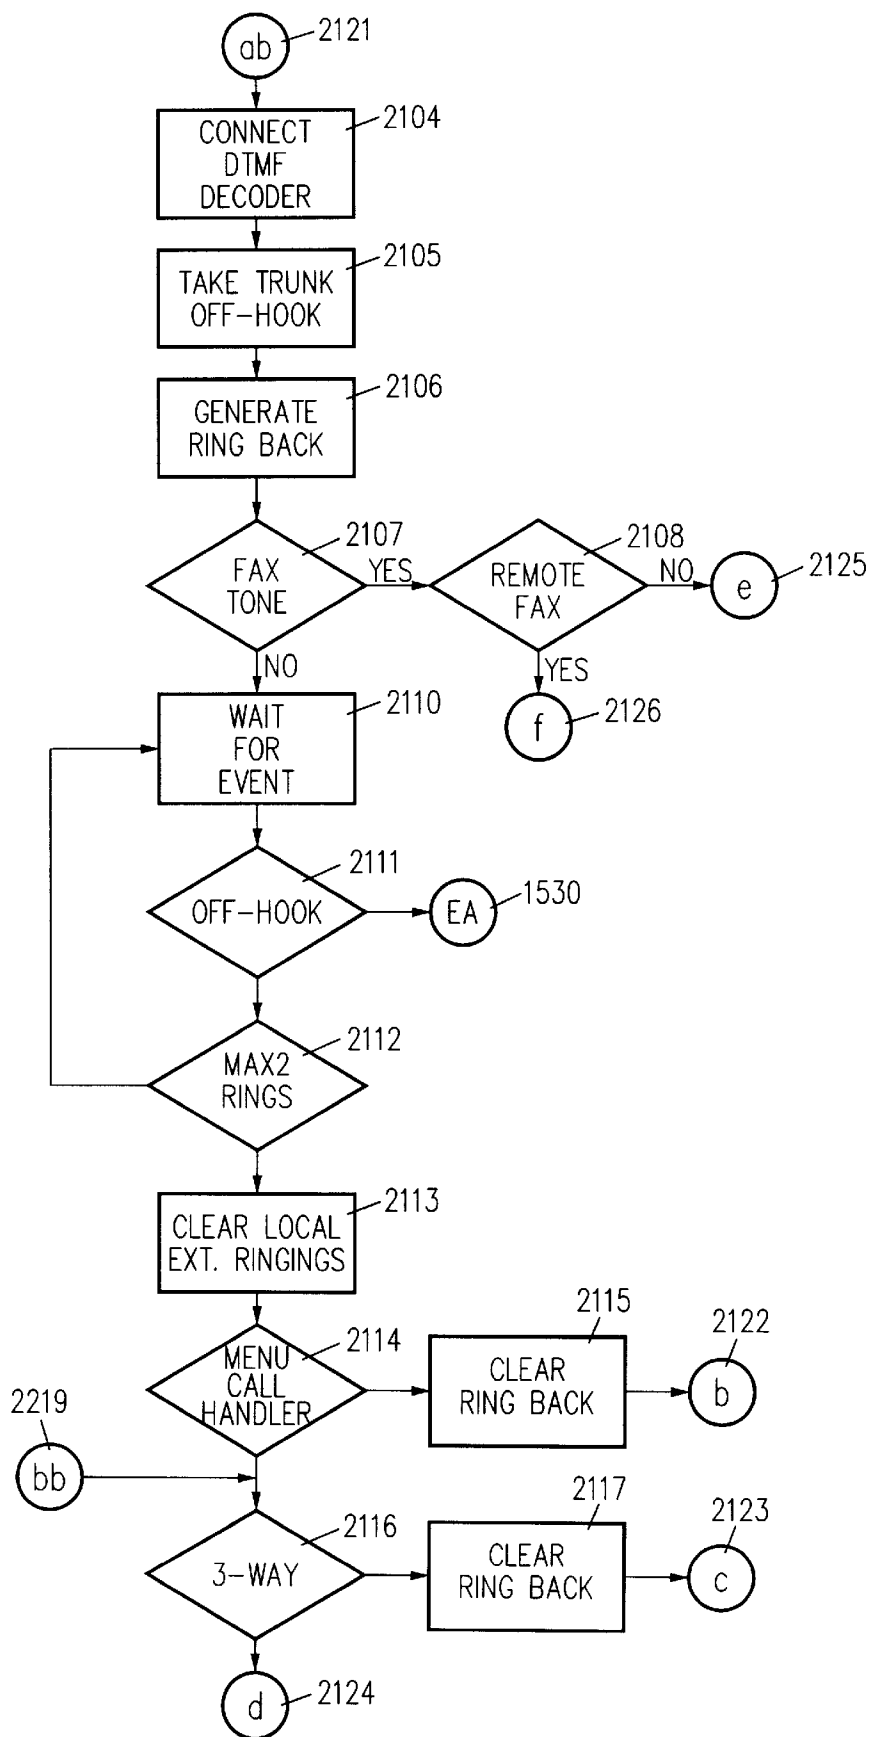 ab
2121
CONNECT
DTMF
DECODER
2104
TAKE TRUNK
OFF-HOOK
2105
GENERATE
RING BACK
2106
FAX
TONE
2107
YES
REMOTE
FAX
2108
NO
e
2125
NO
YES
f
2126
WAIT
FOR
EVENT
2110
OFF-HOOK
2111
EA
1530
MAX2
RINGS
2112
CLEAR LOCAL
EXT. RINGINGS
2113
MENU
CALL
HANDLER
2114
CLEAR
RING BACK
2115
b
2122
bb
2219
3-WAY
2116
CLEAR
RING BACK
2117
c
2123
d
2124